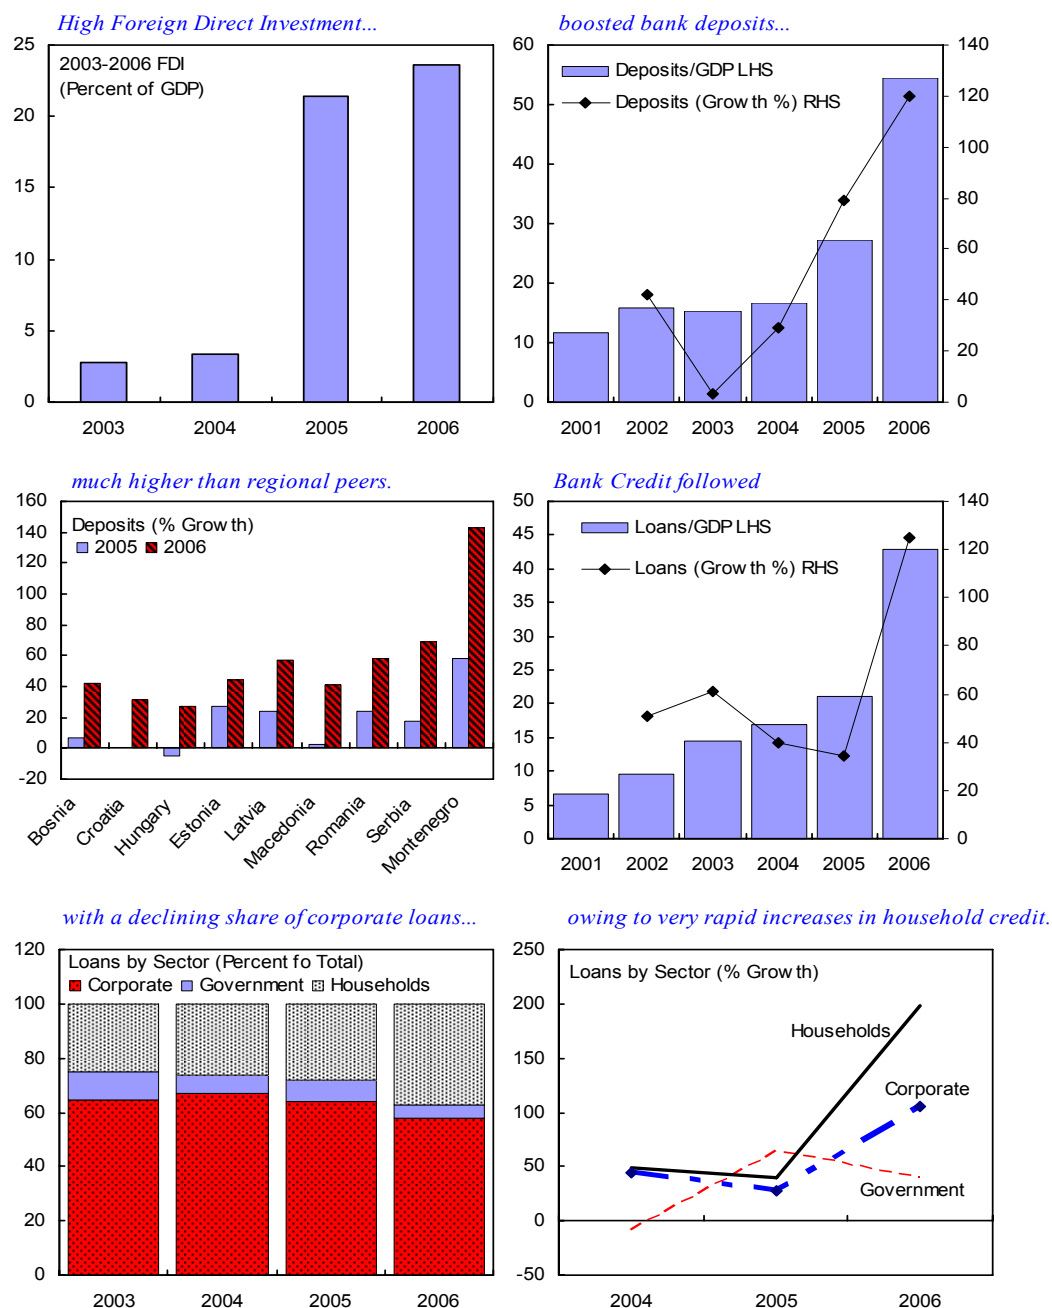 High Foreign Direct Investment...
25
20
15
10
5
0
2003-2006 FDI
(Percent of GDP)
2003 2004 2005 2006
boosted bank deposits...
60
50
40
30
20
10
0
Deposits/GDP LHS
Deposits (Growth %) RHS
140
120
100
80
60
40
20
0
2001 2002 2003 2004 2005 2006
much higher than regional peers.
160
140
120
100
80
60
40
20
0
-20
Deposits (% Growth)
2005 2006
Bosnia
Croatia
Hungary
Estonia
Latvia
Macedonia
Romania
Serbia
Montenegro
Bank Credit followed
50
45
40
35
30
25
20
15
10
5
0
Loans/GDP LHS
Loans (Growth %) RHS
140
120
100
80
60
40
20
0
2001 2002 2003 2004 2005 2006
with a declining share of corporate loans...
120
100
80
60
40
20
0
Loans by Sector (Percent fo Total)
Corporate Government Households
2003 2004 2005 2006
owing to very rapid increases in household credit.
250
200
150
100
50
0
-50
Loans by Sector (% Growth)
Households
Corporate
Government
2004 2005 2006